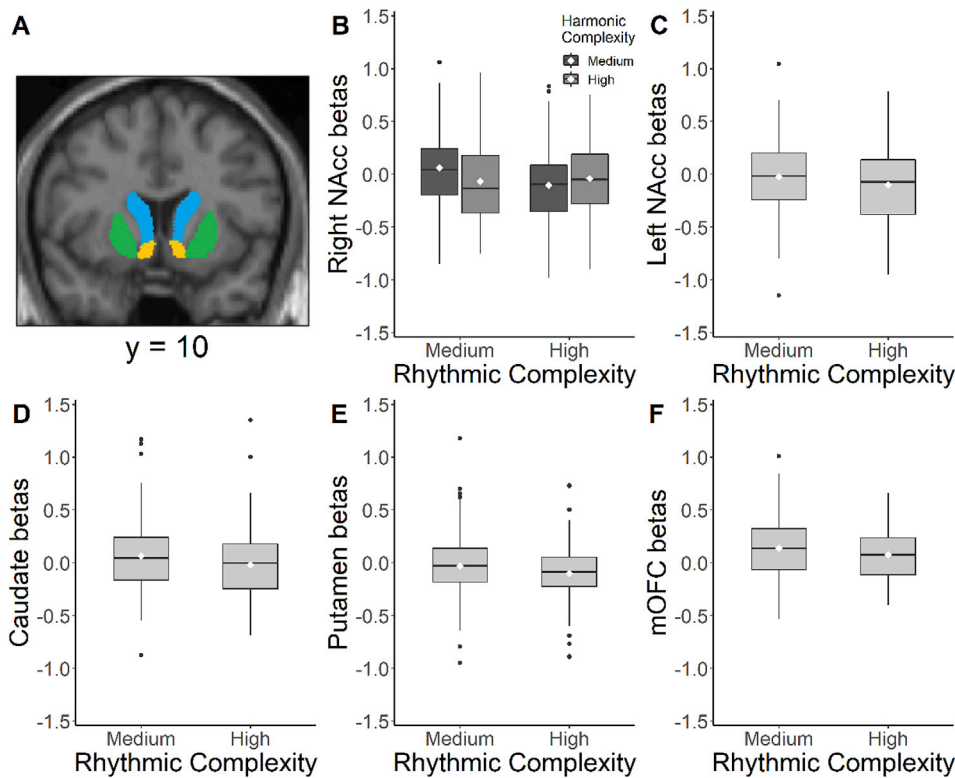 A
y = 10
B
Right NAcc betas
1.5
1.0
0.5
0.0
-0.5
-1.0
-1.5
Harmonic
Complexity
Medium
High
Medium
High
Rhythmic Complexity
C
Left NAcc betas
1.5
1.0
0.5
0.0
-0.5
-1.0
-1.5
Medium
High
Rhythmic Complexity
D
Caudate betas
1.5
1.0
0.5
0.0
-0.5
-1.0
-1.5
Medium
High
Rhythmic Complexity
E
Putamen betas
1.5
1.0
0.5
0.0
-0.5
-1.0
-1.5
Medium
High
Rhythmic Complexity
F
mOFC betas
1.5
1.0
0.5
0.0
-0.5
-1.0
-1.5
Medium
High
Rhythmic Complexity